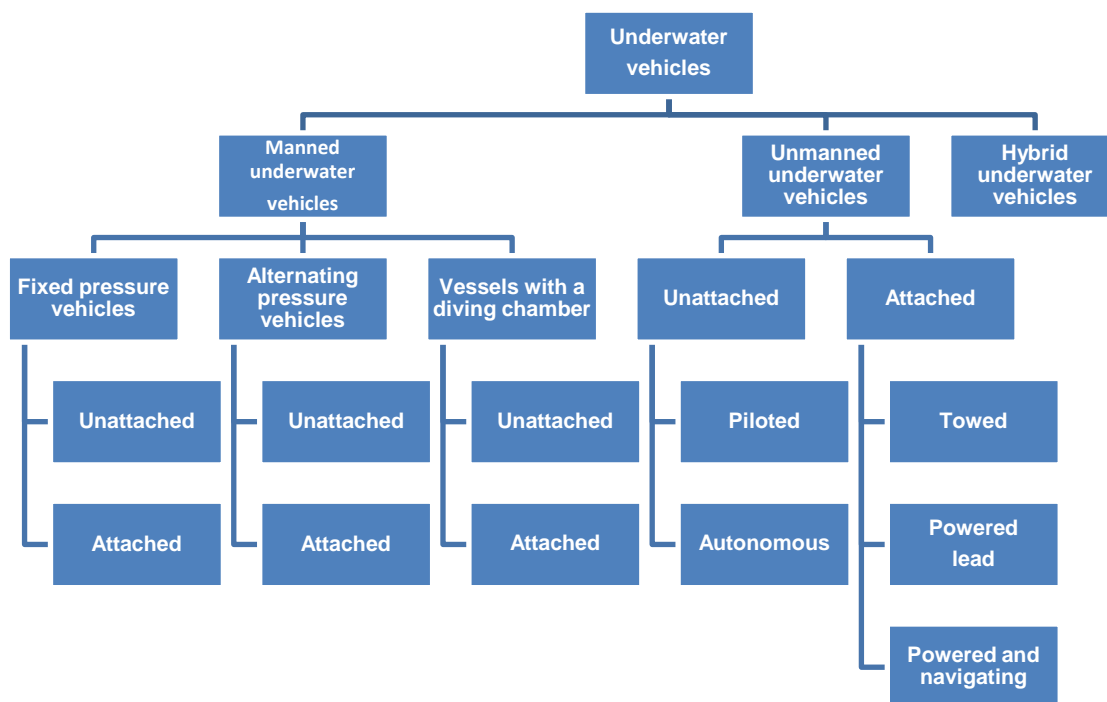 Underwater
vehicles
Manned
underwater
vehicles
Unmanned
underwater
vehicles
Hybrid
underwater
vehicles
Fixed pressure
vehicles
Alternating
pressure
vehicles
Vessels with a
diving chamber
Unattached
Attached
Unattached
Unattached
Unattached
Piloted
Towed
Attached
Attached
Attached
Autonomous
Powered
lead
Powered and
navigating